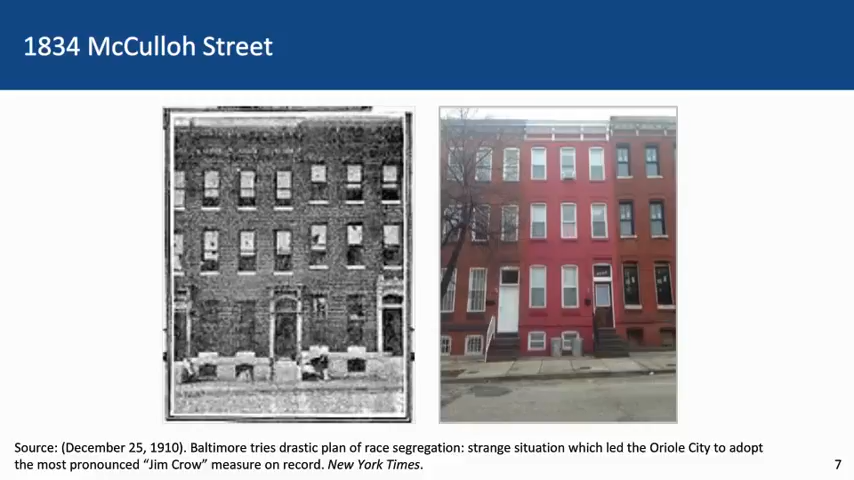 1834 McCulloh Street
Source: (December 25, 1910). Baltimore tries drastic plan of race segregation: strange situation which led the Oriole City to adopt
the most pronounced “Jim Crow” measure on record. New York Times.
7